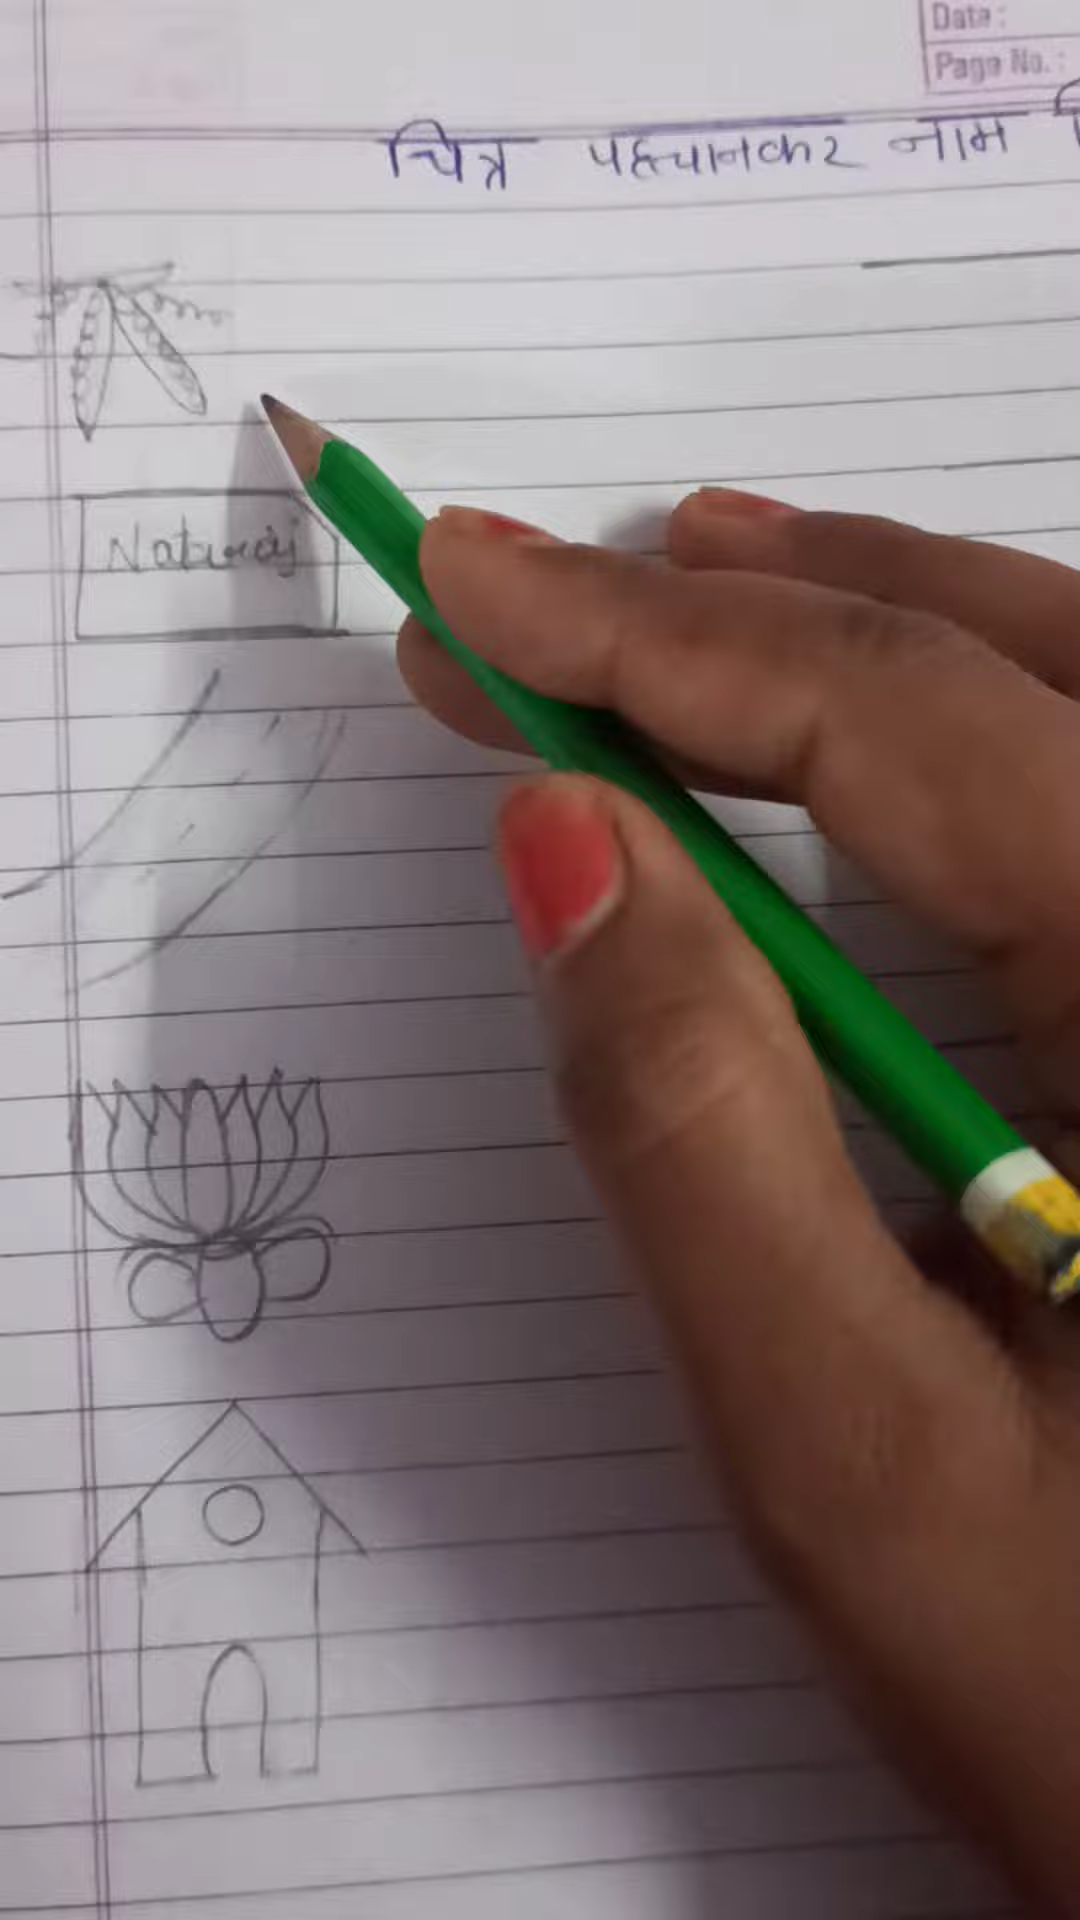 Date :
Page No. :
चित्र पहचानकर नाम
Nataraj